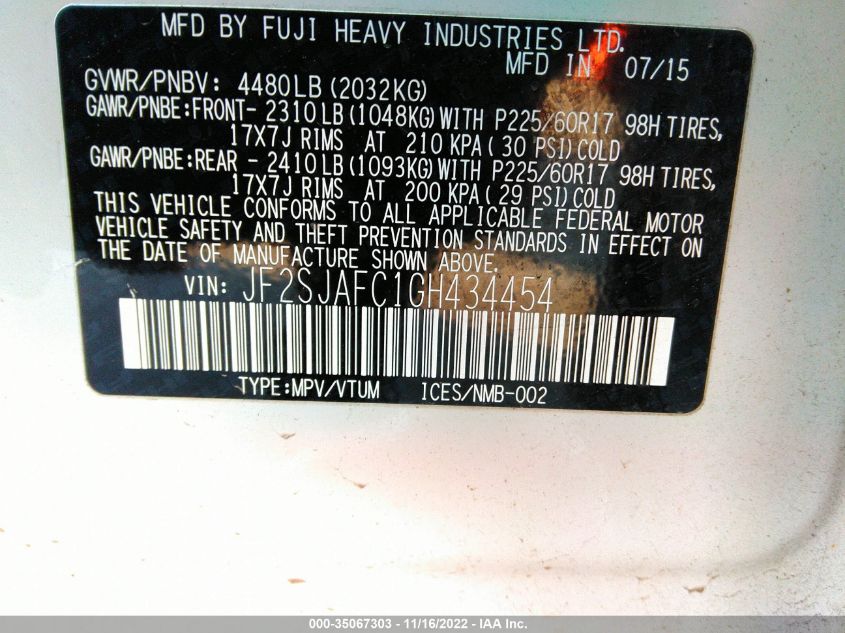 MFD BY FUJI HEAVY INDUSTRIES LTD.
MFD IN 07/15
GVWR/PNBV: 4480LB (2032KG)
GAWR/PNBE:FRONT- 2310LB(1048KG)WITH P225/60R17 98H TIRES,
17X7J RIMS AT 210 KPA( 30 PSI)COLD
GAWR/PNBE:REAR - 2410LB(1093KG)WITH P225/60R17 98H TIRES,
17X7J RIMS AT 200 KPA( 29 PSI)COLD
THIS VEHICLE CONFORMS TO ALL APPLICABLE FEDERAL MOTOR
VEHICLE SAFETY AND THEFT PREVENTION STANDARDS IN EFFECT ON
THE DATE OF MANUFACTURE SHOWN ABOVE.
VIN: JF2SJAFC1GH434454
TYPE:MPV/VTUM ICES/NMB-002
000-35067303 - 11/16/2022 - IAA Inc.